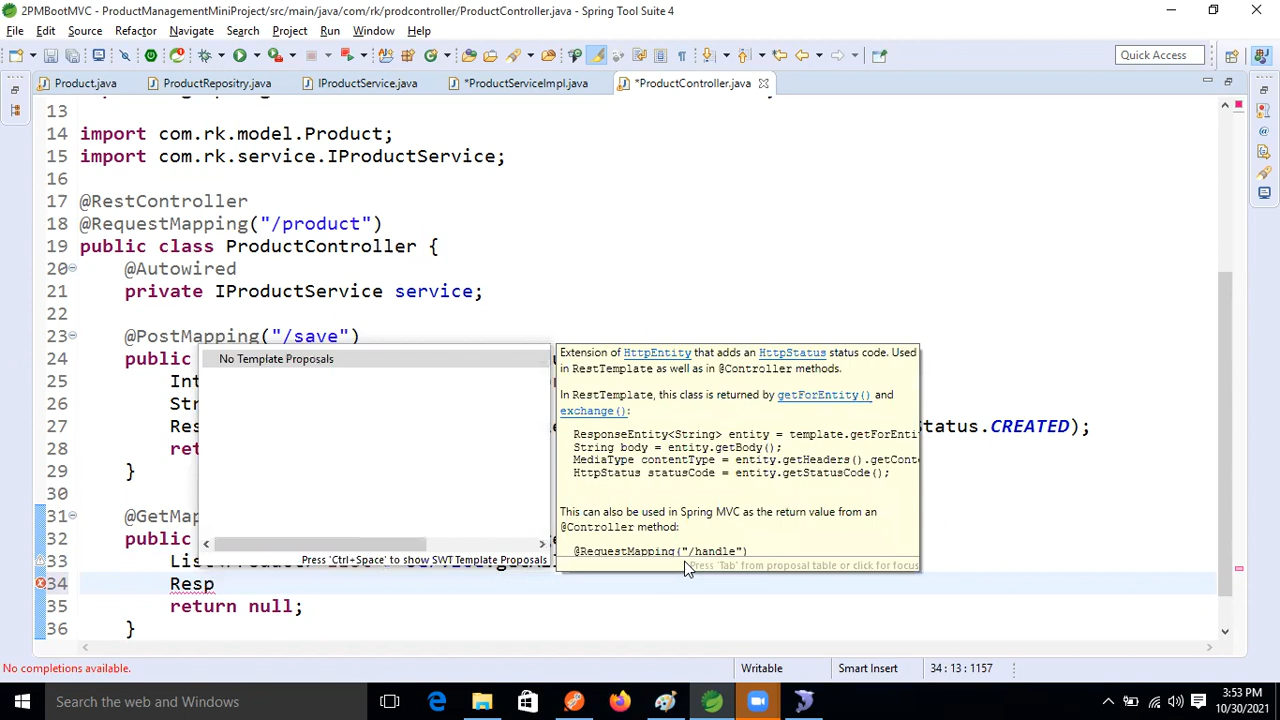 2PMBootMVC - ProductManagementMiniProject/src/main/java/com/rk/prodcontroller/ProductController.java - Spring Tool Suite 4
File Edit Source Refactor Navigate Search Project Run Window Help
Quick Access
Product.java ProductRepositry.java IProductService.java *ProductServiceImpl.java *ProductController.java
13
14 import com.rk.model.Product;
15 import com.rk.service.IProductService;
16
17 @RestController
18 @RequestMapping("/product")
19 public class ProductController {
20 @Autowired
21 private IProductService service;
22
23 @PostMapping("/save")
24 public
25 Int
26 Str
27 Res tatus.CREATED);
28 ret
29 }
30
31 @GetMap
32 public
33
34 Resp
35 return null;
36 }
No Template Proposals
Press 'Ctrl+Space' to show SWT Template Proposals
Extension of HttpEntity that adds an HttpStatus status code. Used
in RestTemplate as well as in @Controller methods.
In RestTemplate, this class is returned by getForEntity() and
exchange():
ResponseEntity<String> entity = template.getForEnti
String body = entity.getBody();
MediaType contentType = entity.getHeaders().getConte
HttpStatus statusCode = entity.getStatusCode();
This can also be used in Spring MVC as the return value from an
@Controller method:
@RequestMapping("/handle")
Press 'Tab' from proposal table or click for focus
No completions available.
Writable Smart Insert 34 : 13 : 1157
Search the web and Windows
3:53 PM
10/30/2021